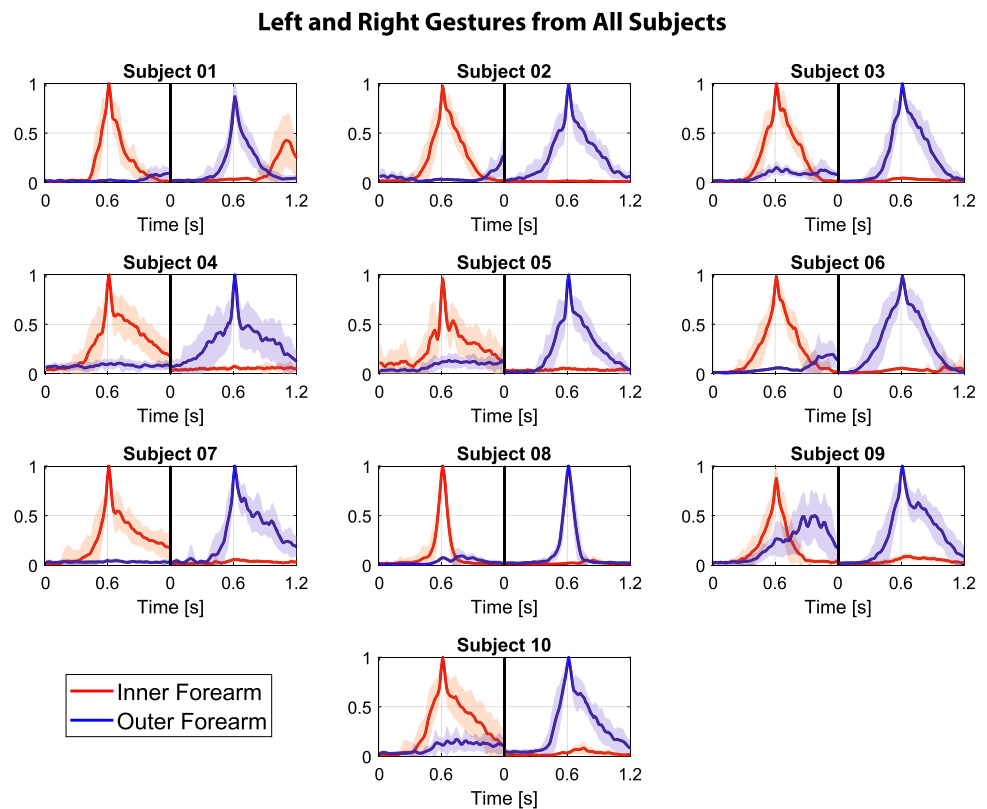 Left and Right Gestures from All Subjects
Subject 01
Subject 02
Subject 03
1
0.5
0
0 0.6 0 0.6 1.2
Time [s]
1
0.5
0
0 0.6 0 0.6 1.2
Time [s]
1
0.5
0
0 0.6 0 0.6 1.2
Time [s]
Subject 04
Subject 05
Subject 06
1
0.5
0
0 0.6 0 0.6 1.2
Time [s]
1
0.5
0
0 0.6 0 0.6 1.2
Time [s]
1
0.5
0
0 0.6 0 0.6 1.2
Time [s]
Subject 07
Subject 08
Subject 09
1
0.5
0
0 0.6 0 0.6 1.2
Time [s]
1
0.5
0
0 0.6 0 0.6 1.2
Time [s]
1
0.5
0
0 0.6 0 0.6 1.2
Time [s]
Subject 10
1
0.5
0
0 0.6 0 0.6 1.2
Time [s]
Inner Forearm
Outer Forearm